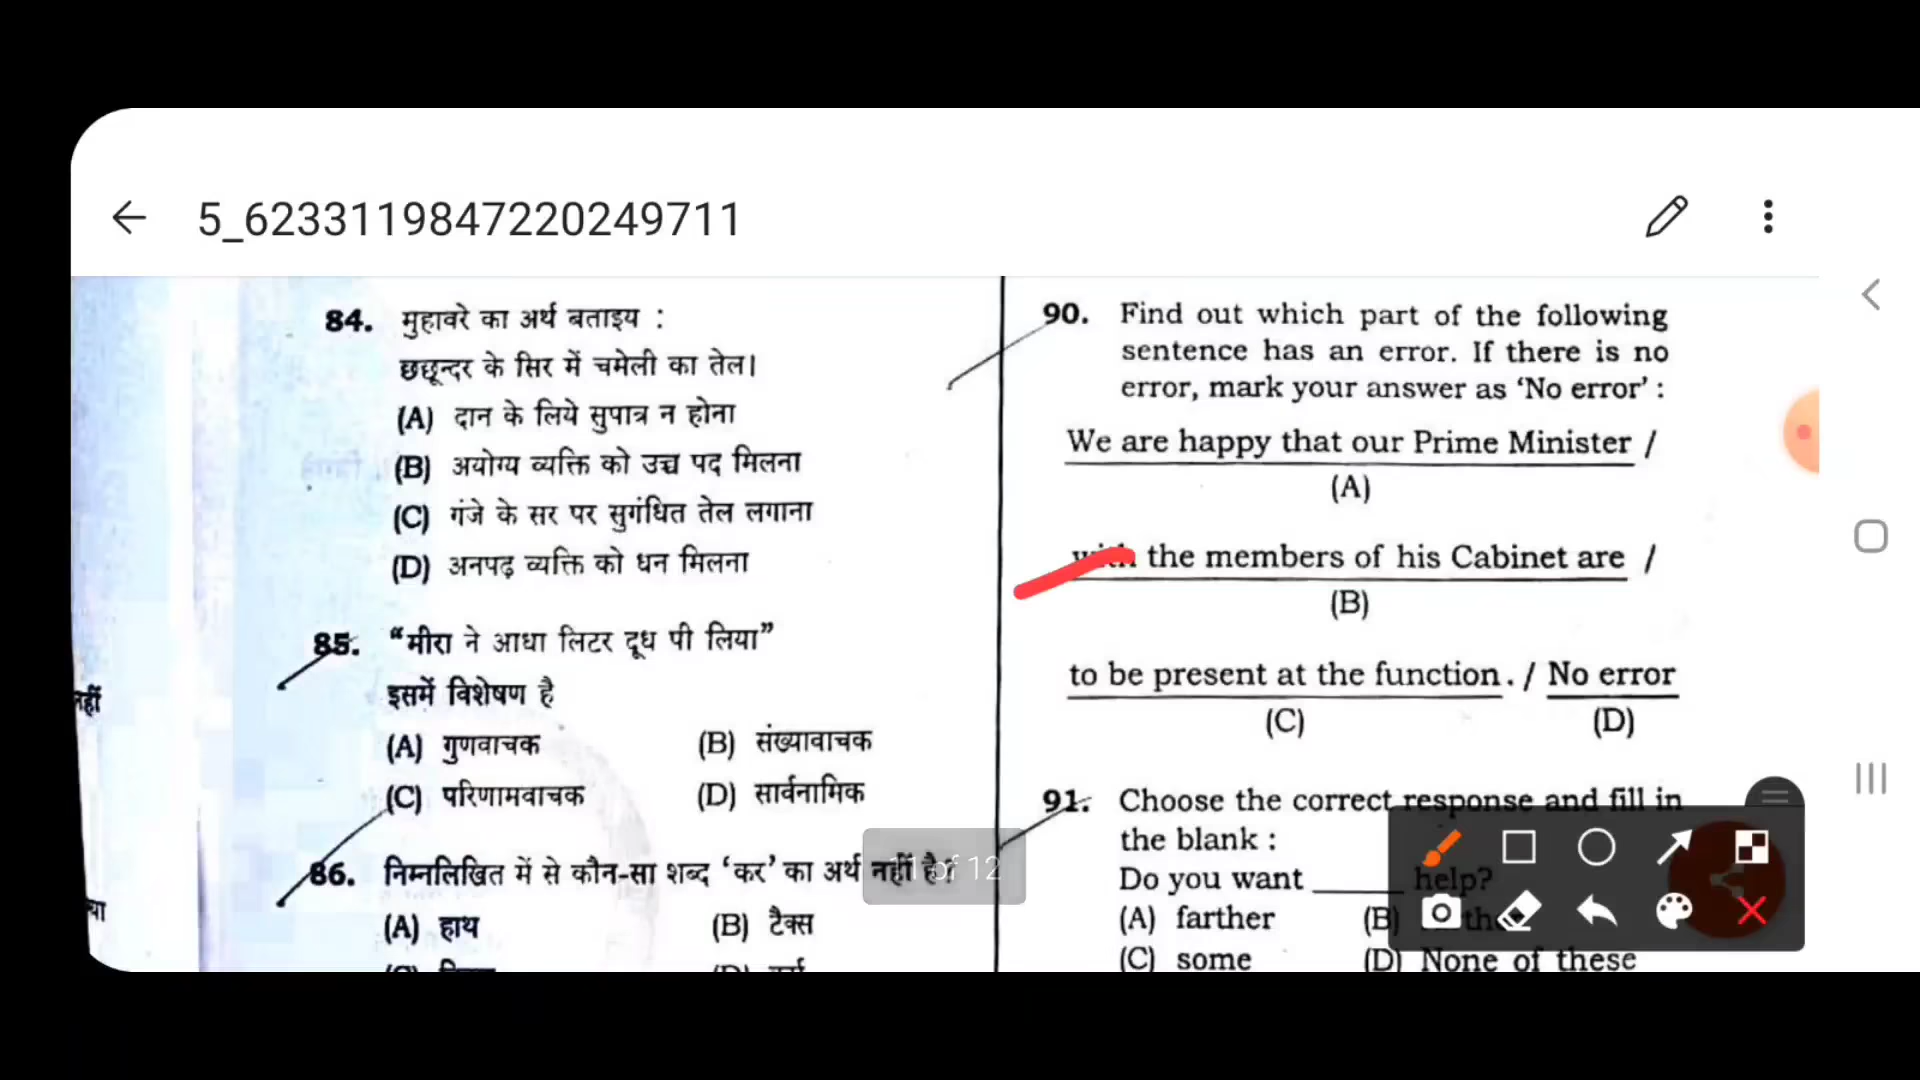 5_6233119847220249711
84. मुहावरे का अर्थ बताइय :
छछून्दर के सिर में चमेली का तेल।
(A) दान के लिये सुपात्र न होना
(B) अयोग्य व्यक्ति को उच्च पद मिलना
(C) गंजे के सर पर सुगंधित तेल लगाना
(D) अनपढ़ व्यक्ति को धन मिलना
85. “मीरा ने आधा लिटर दूध पी लिया”
इसमें विशेषण है
(A) गुणवाचक (B) संख्यावाचक
(C) परिणामवाचक (D) सार्वनामिक
86. निम्नलिखित में से कौन-सा शब्द ‘कर’ का अर्थ नहीं है?
(A) हाथ (B) टैक्स
11 of 12
90. Find out which part of the following
sentence has an error. If there is no
error, mark your answer as ‘No error’ :
We are happy that our Prime Minister /
(A)
with the members of his Cabinet are /
(B)
to be present at the function. / No error
(C) (D)
91. Choose the correct response and fill in
the blank :
Do you want ______ help?
(A) farther (B)
(C) some (D) None of these